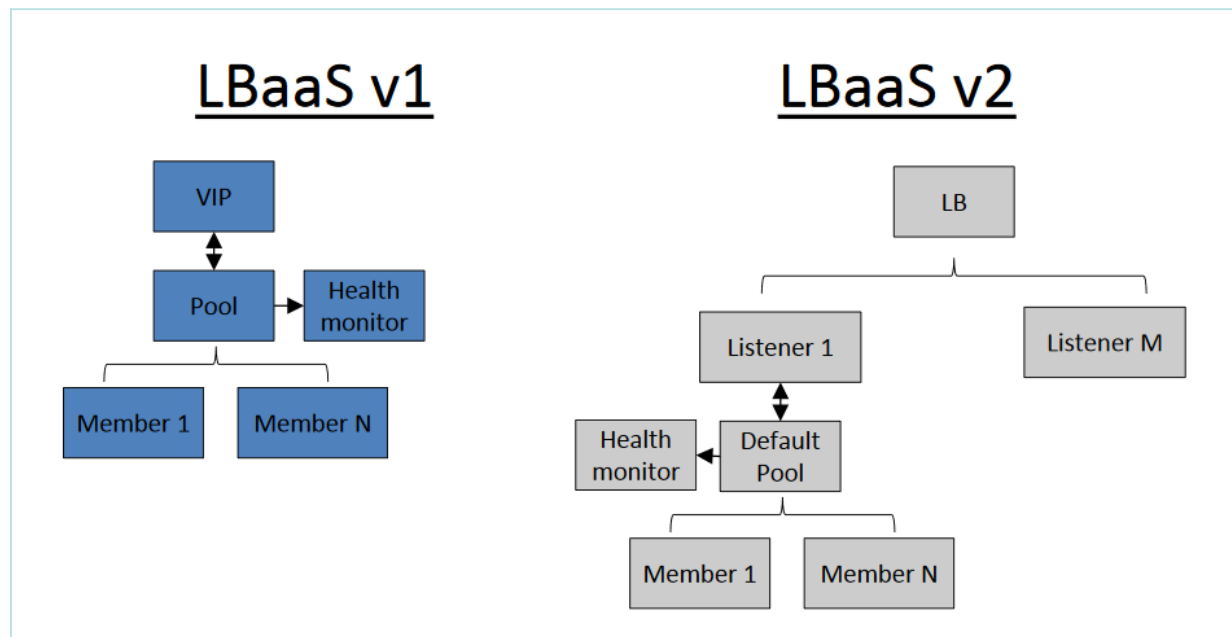 LBaaS v1
VIP
Pool
Health
monitor
Member 1
Member N
LBaaS v2
LB
Listener 1
Listener M
Health
monitor
Default
Pool
Member 1
Member N